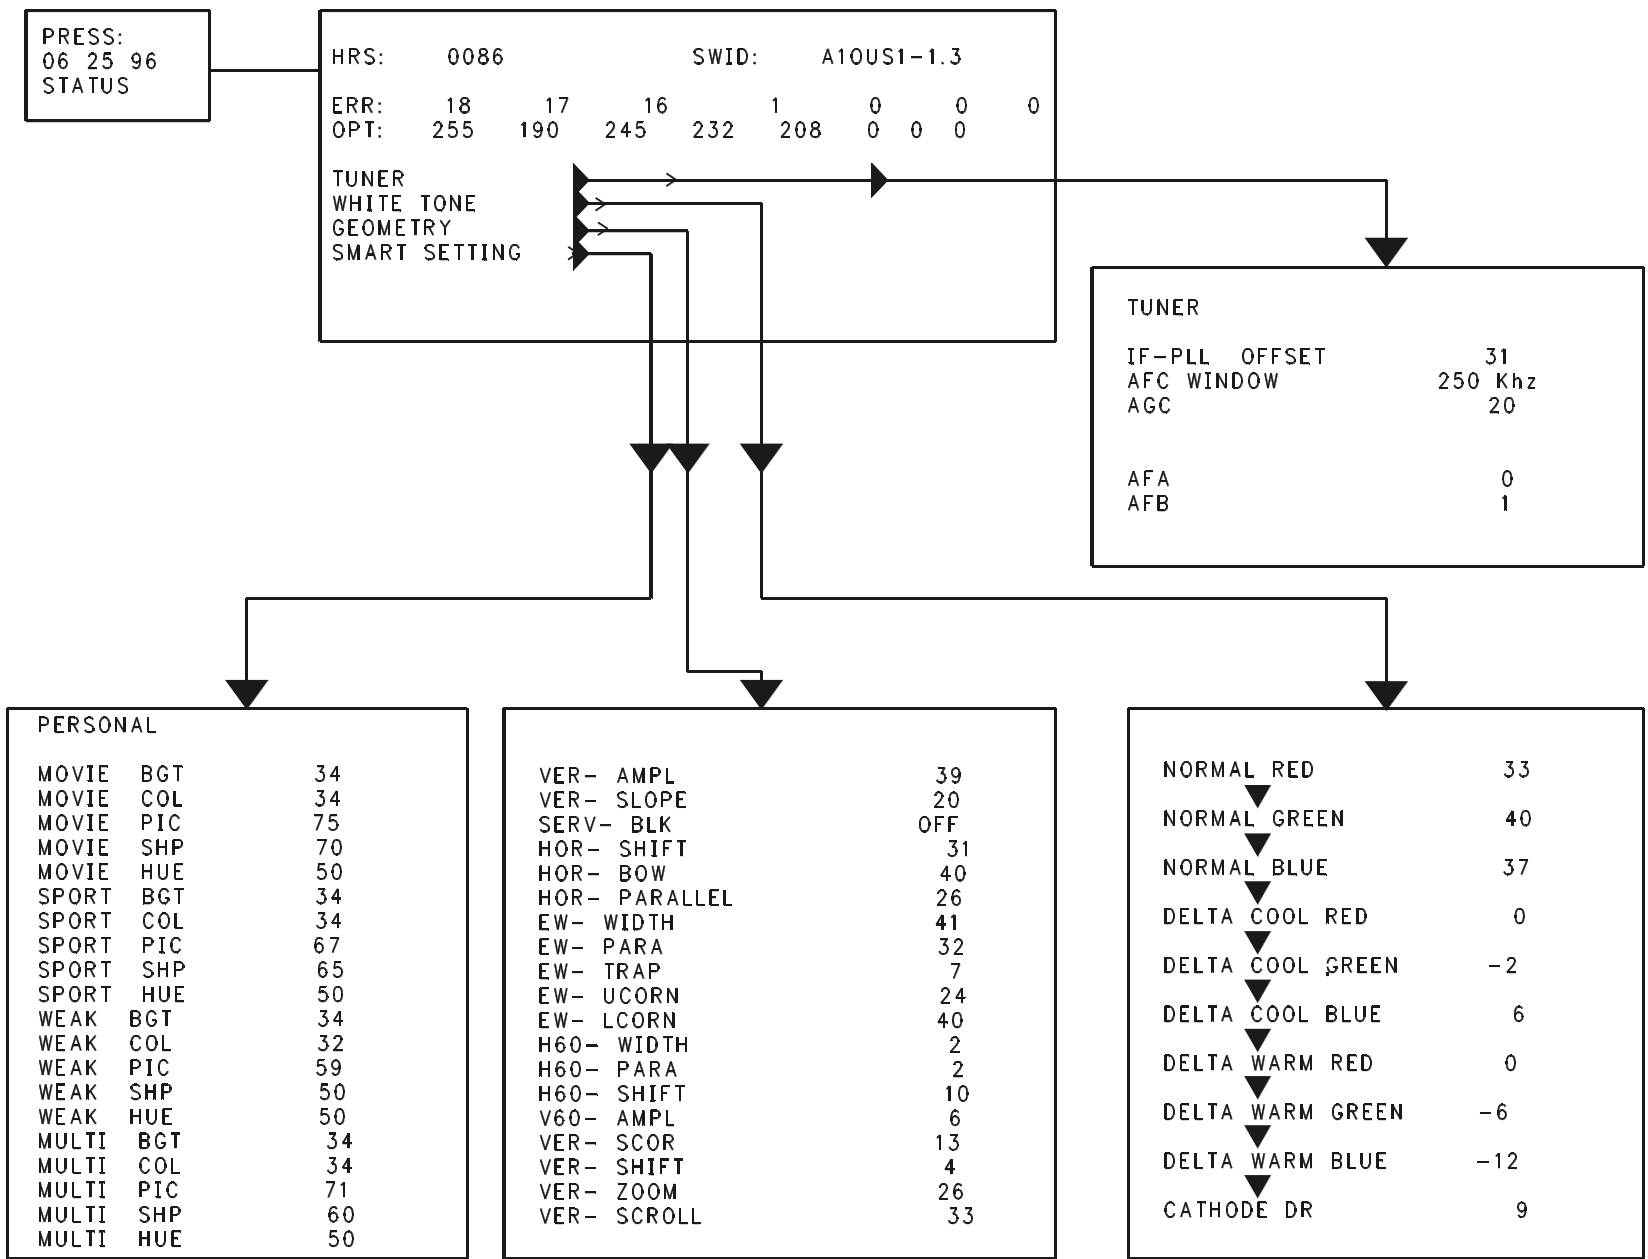 PRESS:
06 25 96
STATUS
HRS: 0086 SWID: A10US1-1.3
ERR: 18 17 16 1 0 0 0
OPT: 255 190 245 232 208 0 0 0
TUNER
WHITE TONE
GEOMETRY
SMART SETTING
TUNER
IF-PLL OFFSET 31
AFC WINDOW 250 Khz
AGC 20
AFA 0
AFB 1
PERSONAL
MOVIE BGT 34
MOVIE COL 34
MOVIE PIC 75
MOVIE SHP 70
MOVIE HUE 50
SPORT BGT 34
SPORT COL 34
SPORT PIC 67
SPORT SHP 65
SPORT HUE 50
WEAK BGT 34
WEAK COL 32
WEAK PIC 59
WEAK SHP 50
WEAK HUE 50
MULTI BGT 34
MULTI COL 34
MULTI PIC 71
MULTI SHP 60
MULTI HUE 50
VER- AMPL 39
VER- SLOPE 20
SERV- BLK OFF
HOR- SHIFT 31
HOR- BOW 40
HOR- PARALLEL 26
EW- WIDTH 41
EW- PARA 32
EW- TRAP 7
EW- UCORN 24
EW- LCORN 40
H60- WIDTH 2
H60- PARA 2
H60- SHIFT 10
V60- AMPL 6
VER- SCOR 13
VER- SHIFT 4
VER- ZOOM 26
VER- SCROLL 33
NORMAL RED 33
NORMAL GREEN 40
NORMAL BLUE 37
DELTA COOL RED 0
DELTA COOL GREEN -2
DELTA COOL BLUE 6
DELTA WARM RED 0
DELTA WARM GREEN -6
DELTA WARM BLUE -12
CATHODE DR 9